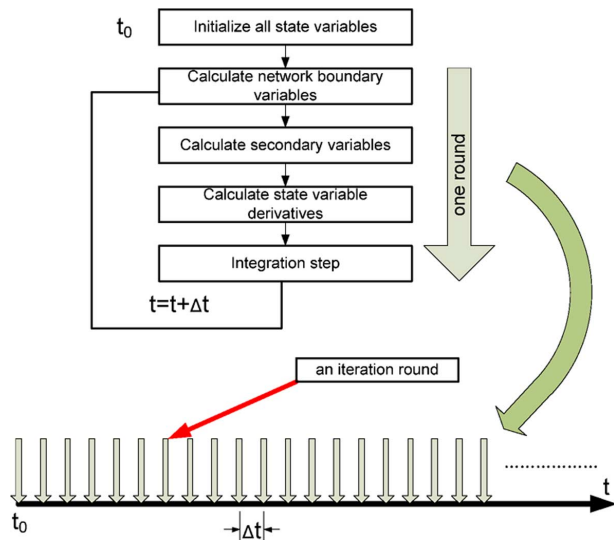 t₀
Initialize all state variables
Calculate network boundary
variables
Calculate secondary variables
Calculate state variable
derivatives
Integration step
t=t+Δt
one round
an iteration round
....................
t
t₀
Δt